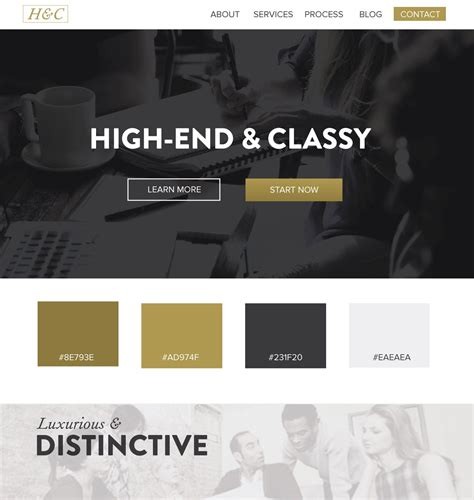 H&C
ABOUT SERVICES PROCESS BLOG CONTACT
HIGH-END & CLASSY
LEARN MORE START NOW
#8E793E #AD974F #231F20 #EAEAEA
Luxurious &
DISTINCTIVE